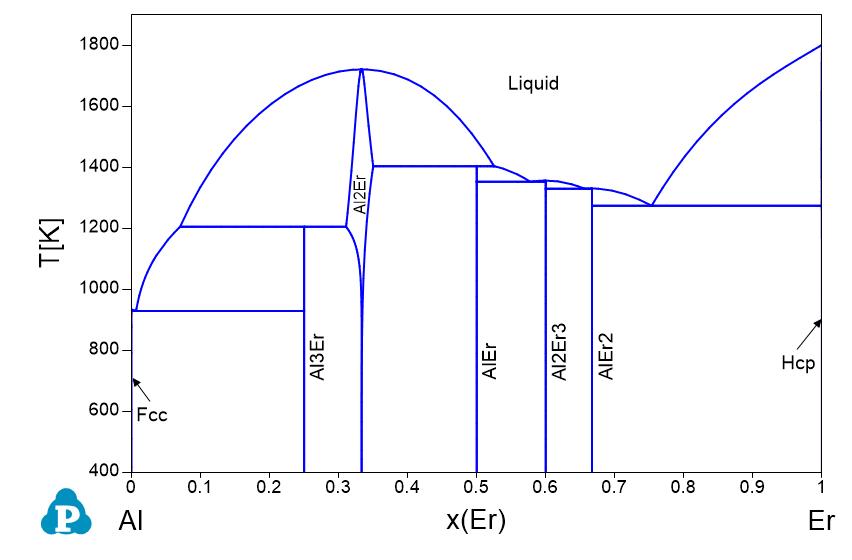 1800
1600
1400
1200
1000
800
600
400
T[K]
Liquid
Al2Er
Al3Er
AlEr
Al2Er3
AlEr2
Hcp
Fcc
0 0.1 0.2 0.3 0.4 0.5 0.6 0.7 0.8 0.9 1
P
Al x(Er) Er